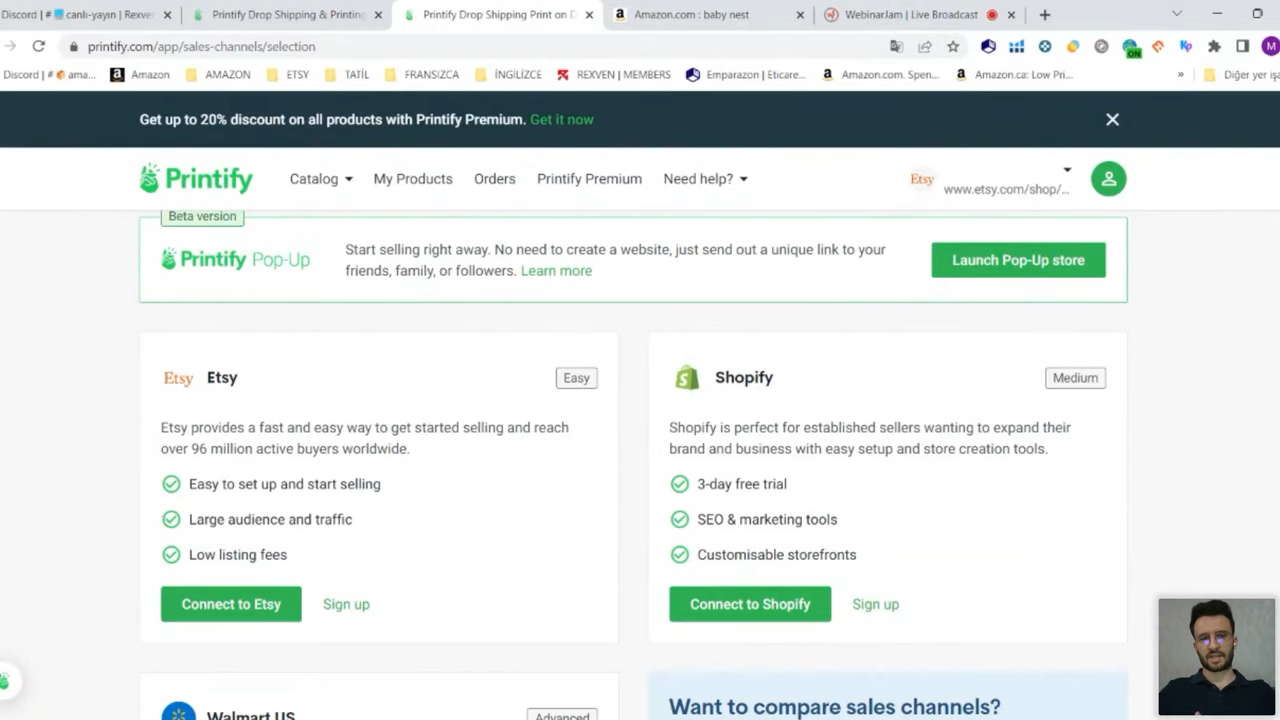 Discord | # canlı-yayın | Rexve
Printify Drop Shipping & Printing
Printify Drop Shipping Print on D
Amazon.com : baby nest
WebinarJam | Live Broadcast
printify.com/app/sales-channels/selection
ON
M
Discord | # ama...
Amazon
AMAZON
ETSY
TATİL
FRANSIZCA
İNGİLİZCE
REXVEN | MEMBERS
Emparazon | Eticare...
Amazon.com. Spen...
Amazon.ca: Low Pri...
»
Diğer yer işa
Get up to 20% discount on all products with Printify Premium. Get it now
Printify
Catalog
My Products
Orders
Printify Premium
Need help?
Etsy
www.etsy.com/shop/...
Beta version
Printify Pop-Up
Start selling right away. No need to create a website, just send out a unique link to your
friends, family, or followers. Learn more
Launch Pop-Up store
Etsy Etsy
Easy
Etsy provides a fast and easy way to get started selling and reach
over 96 million active buyers worldwide.
Easy to set up and start selling
Large audience and traffic
Low listing fees
Connect to Etsy
Sign up
Shopify
Medium
Shopify is perfect for established sellers wanting to expand their
brand and business with easy setup and store creation tools.
3-day free trial
SEO & marketing tools
Customisable storefronts
Connect to Shopify
Sign up
Walmart US
Advanced
Want to compare sales channels?